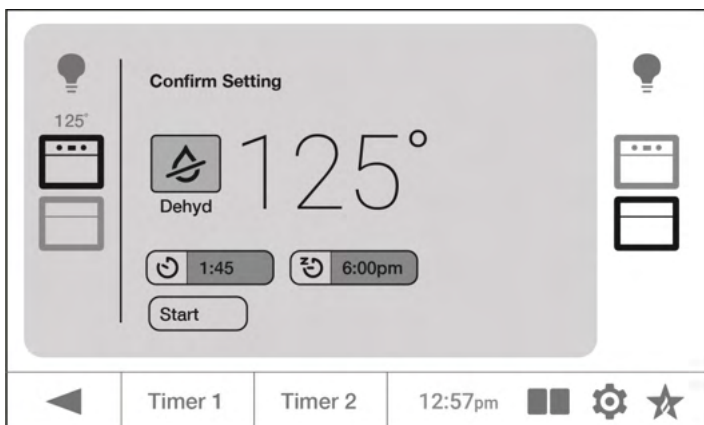 Confirm Setting
125°
125°
Dehyd
1:45
6:00pm
Start
Timer 1
Timer 2
12:57pm